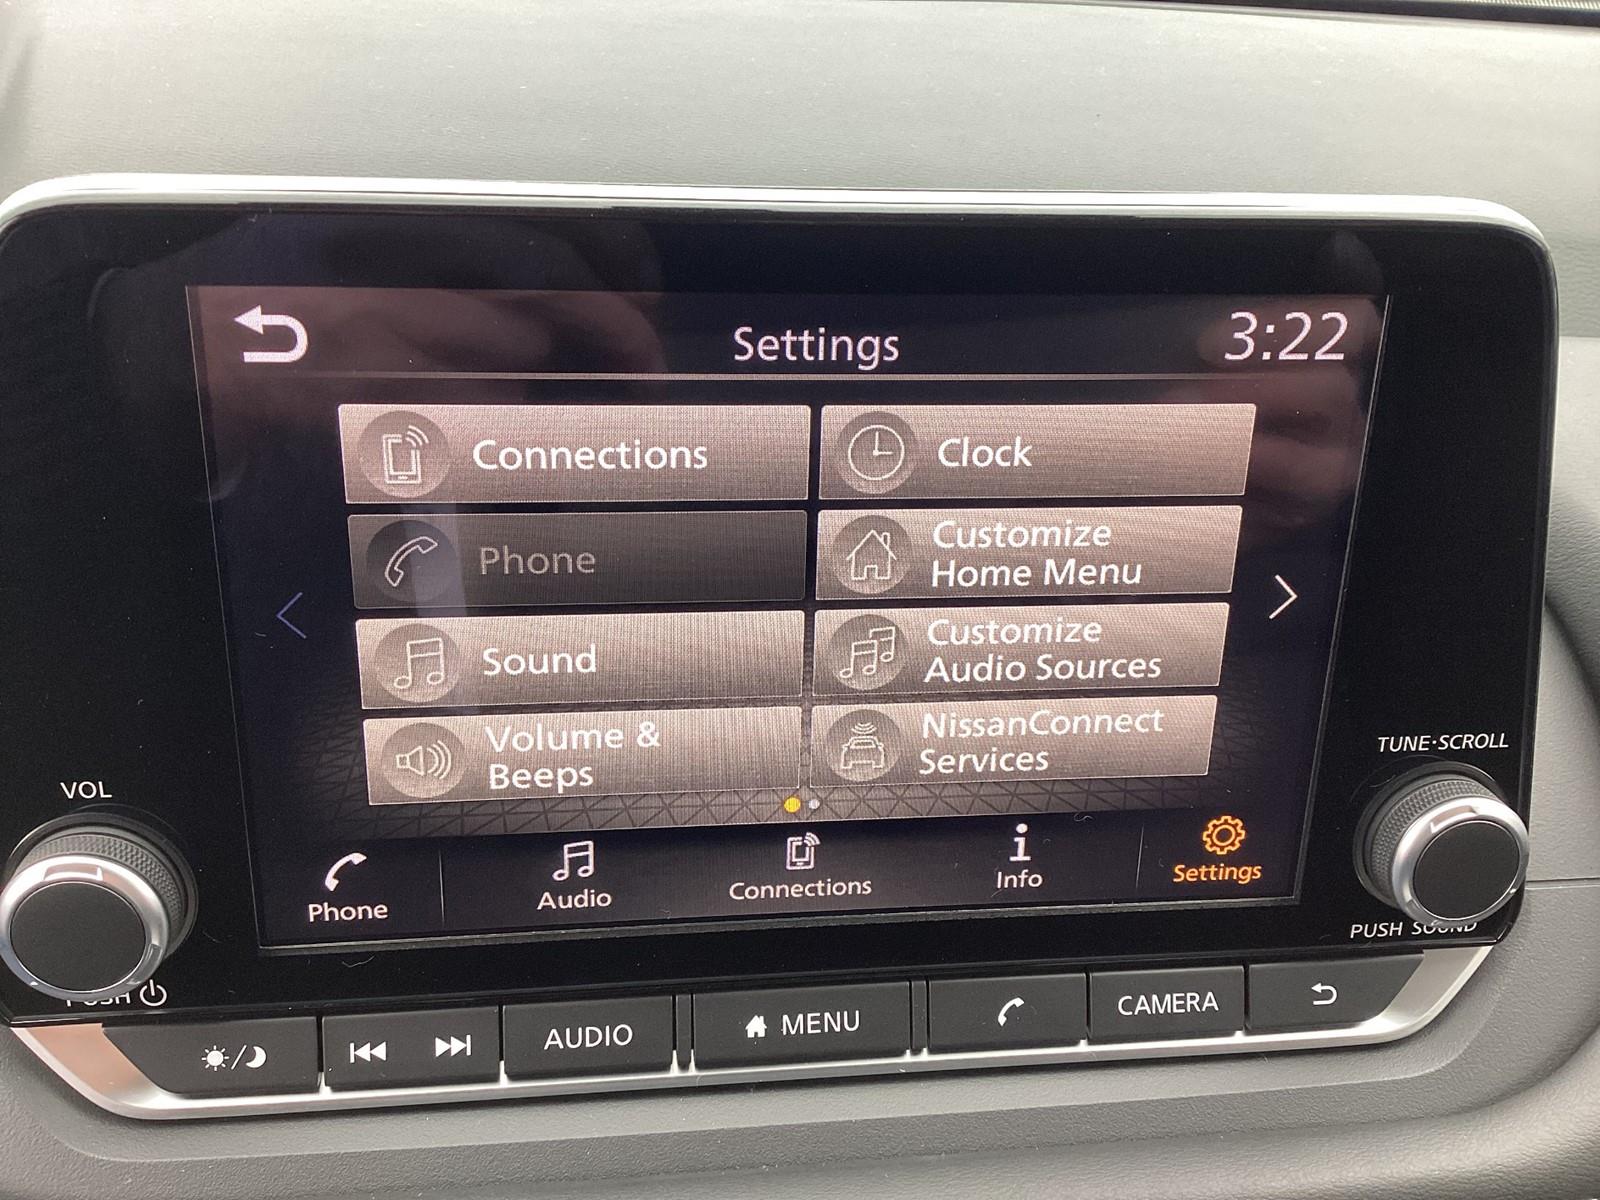 Settings
3:22
Connections
Clock
Phone
Customize
Home Menu
Sound
Customize
Audio Sources
Volume &
Beeps
NissanConnect
Services
Phone
Audio
Connections
Info
Settings
VOL
PUSH
TUNE·SCROLL
PUSH SOUND
AUDIO
MENU
CAMERA